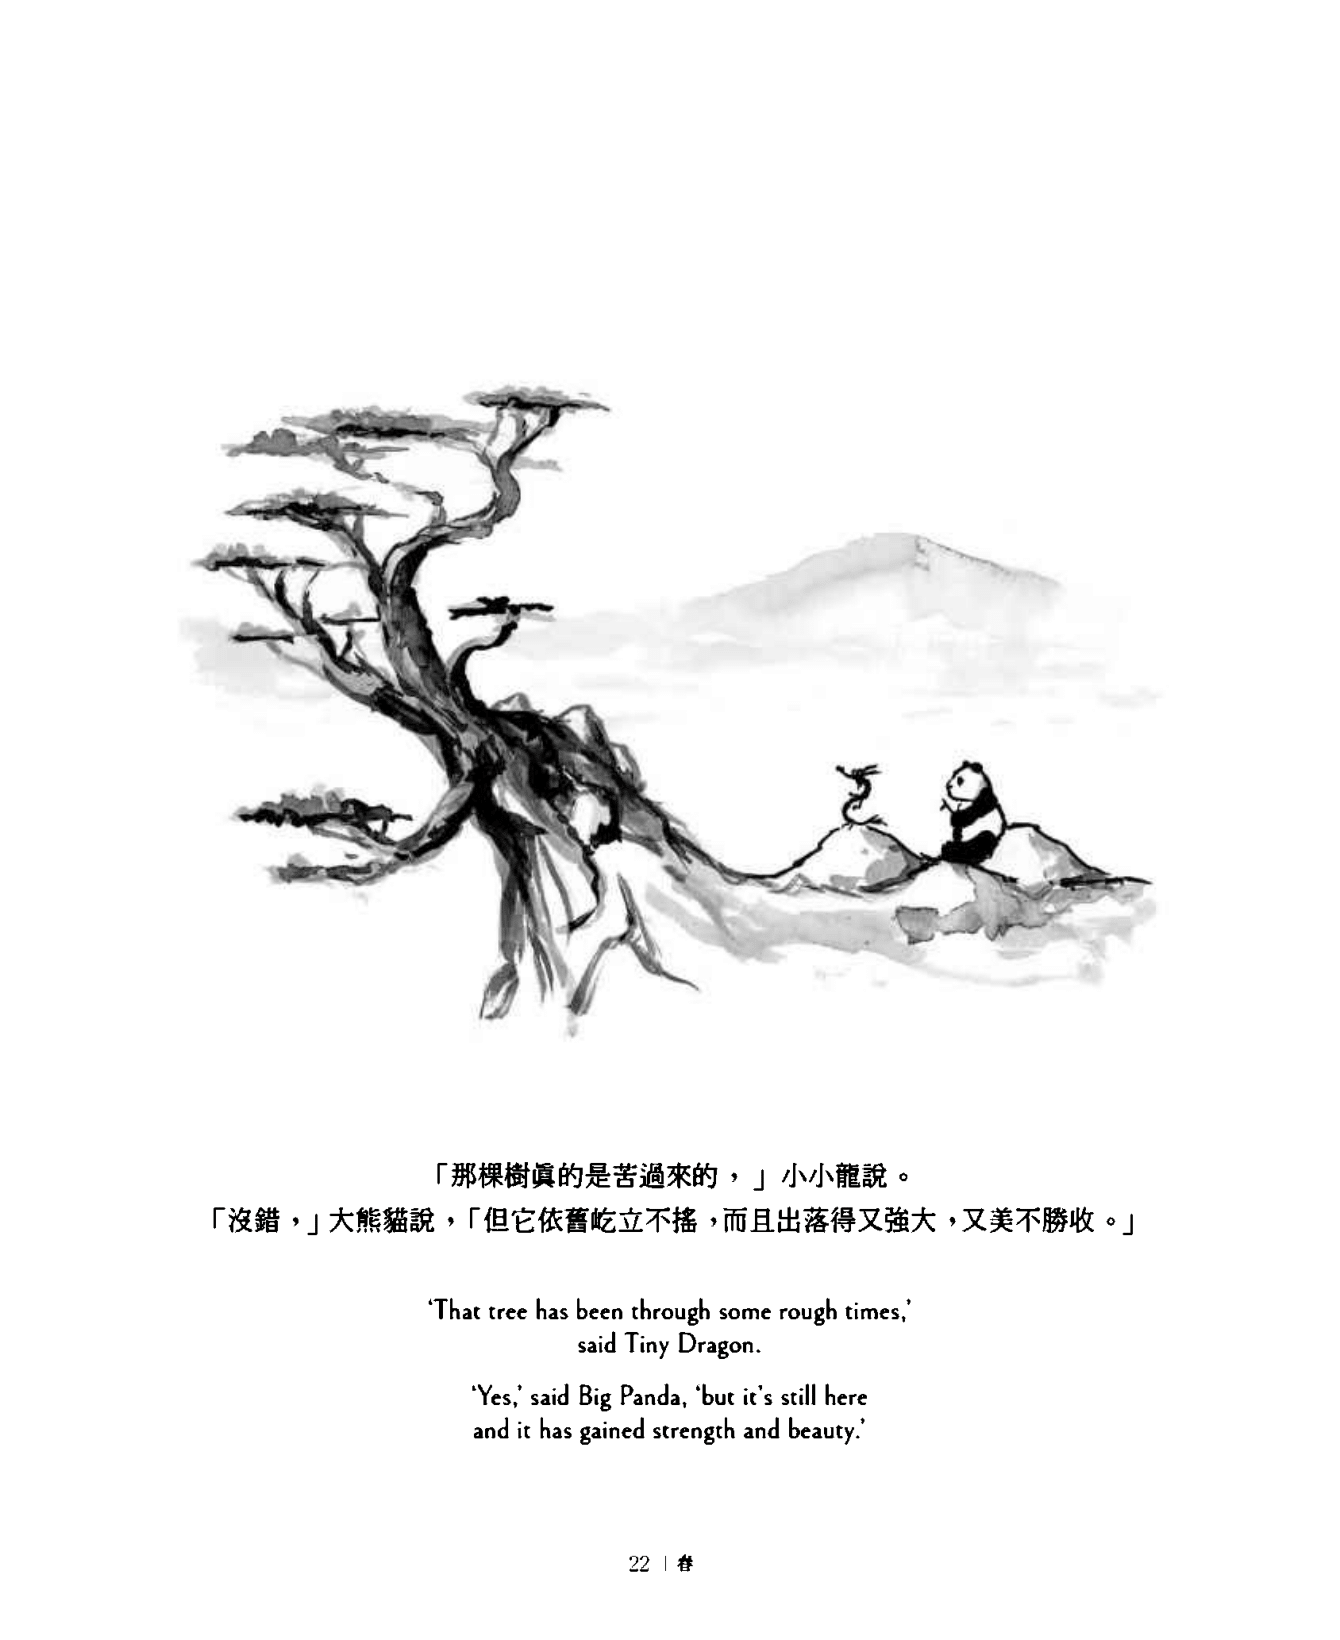 「那棵樹真的是苦過來的，」小小龍說。
「沒錯，」大熊貓說，「但它依舊屹立不搖，而且出落得又強大，又美不勝收。」
‘That tree has been through some rough times,’
said Tiny Dragon.
‘Yes,’ said Big Panda, ‘but it’s still here
and it has gained strength and beauty.’
22 | 春